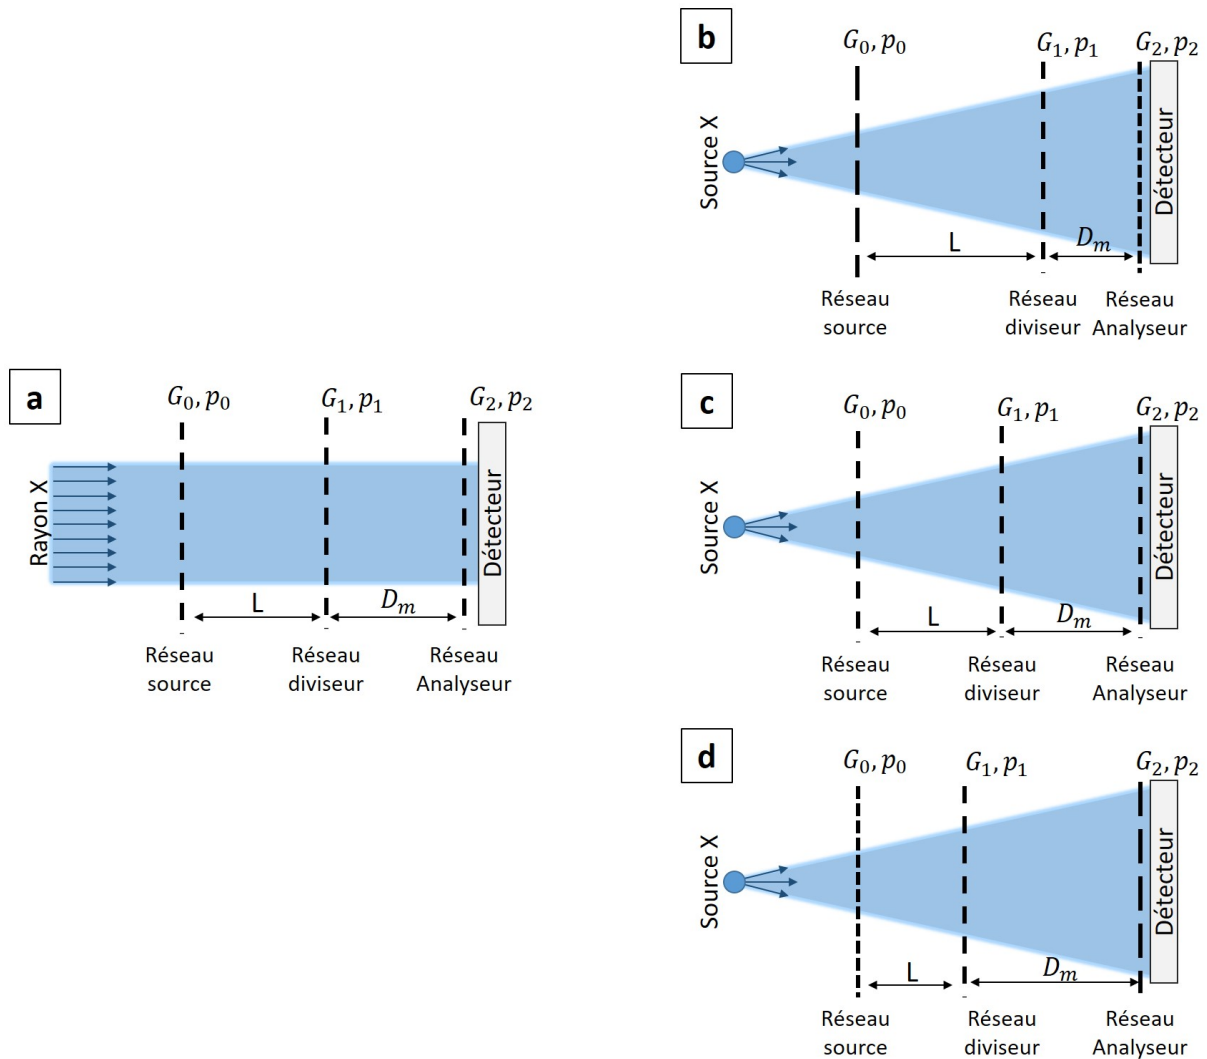 a
G₀, p₀
G₁, p₁
G₂, p₂
Rayon X
Détecteur
L
Dₘ
Réseau
source
Réseau
diviseur
Réseau
Analyseur
b
G₀, p₀
G₁, p₁
G₂, p₂
Source X
Détecteur
L
Dₘ
Réseau
source
Réseau
diviseur
Réseau
Analyseur
c
G₀, p₀
G₁, p₁
G₂, p₂
Source X
Détecteur
L
Dₘ
Réseau
source
Réseau
diviseur
Réseau
Analyseur
d
G₀, p₀
G₁, p₁
G₂, p₂
Source X
Détecteur
L
Dₘ
Réseau
source
Réseau
diviseur
Réseau
Analyseur